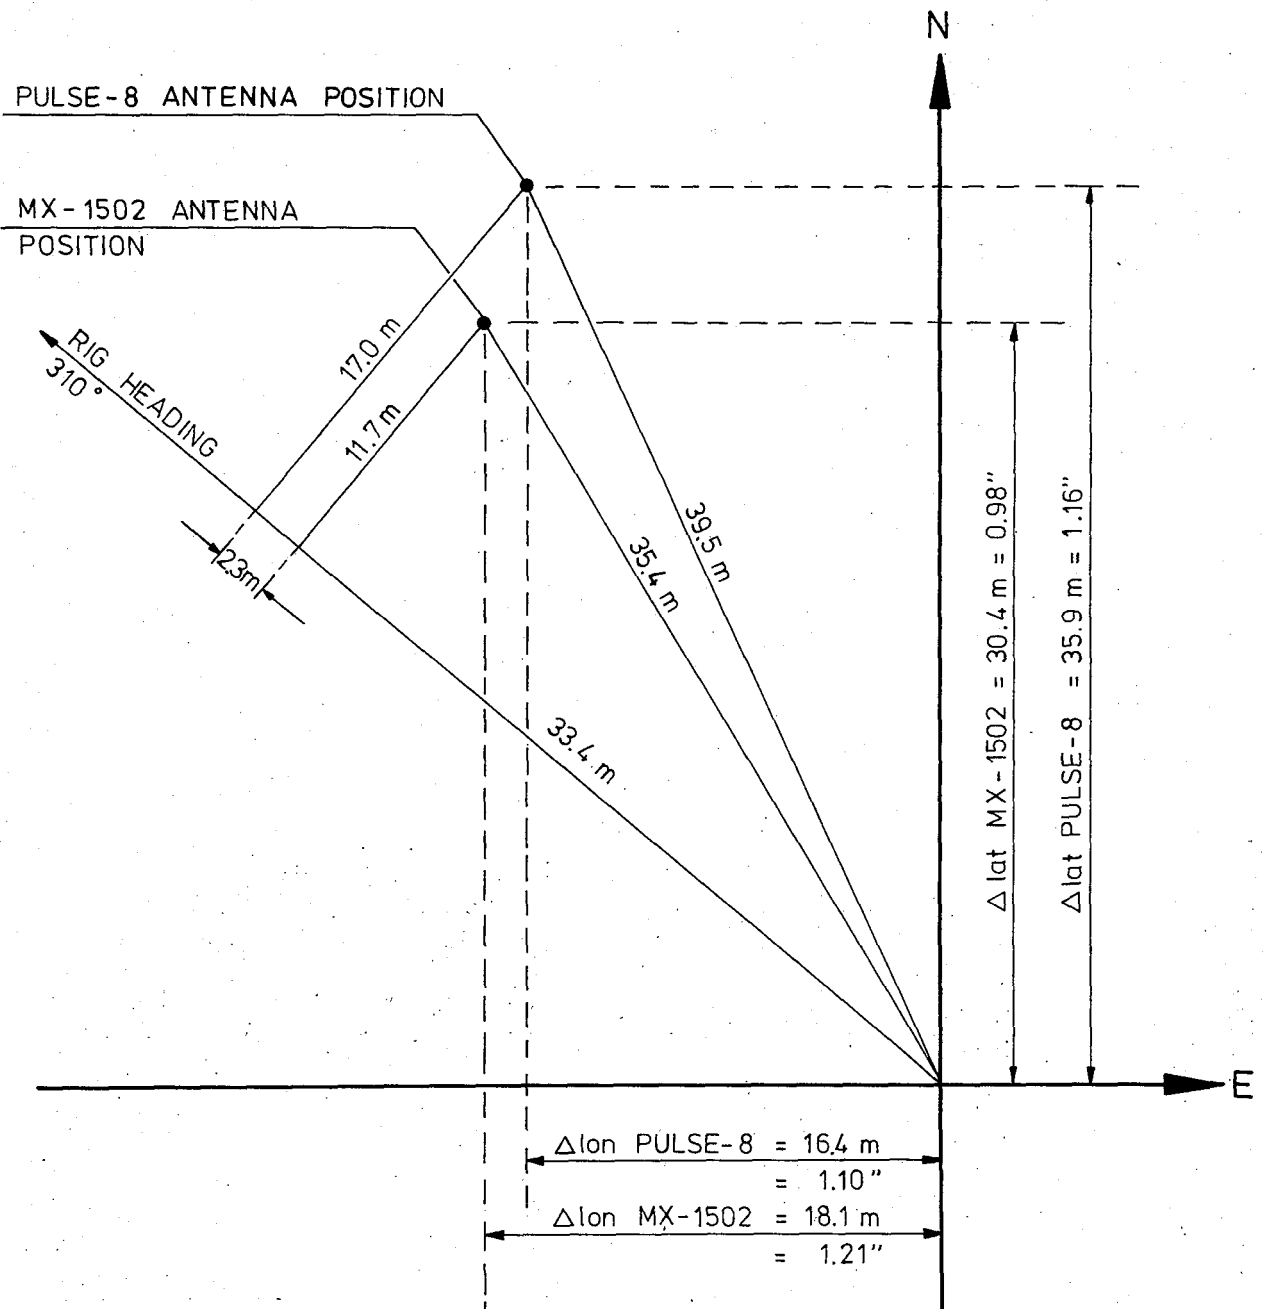 N
PULSE-8 ANTENNA POSITION
MX-1502 ANTENNA
POSITION
RIG HEADING
310°
17.0 m
11.7 m
2.3m
39.5 m
35.4 m
33.4 m
Δlat MX-1502 = 30.4 m = 0.98"
Δlat PULSE-8 = 35.9 m = 1.16"
E
Δlon PULSE-8 = 16.4 m
= 1.10"
Δlon MX-1502 = 18.1 m
= 1.21"